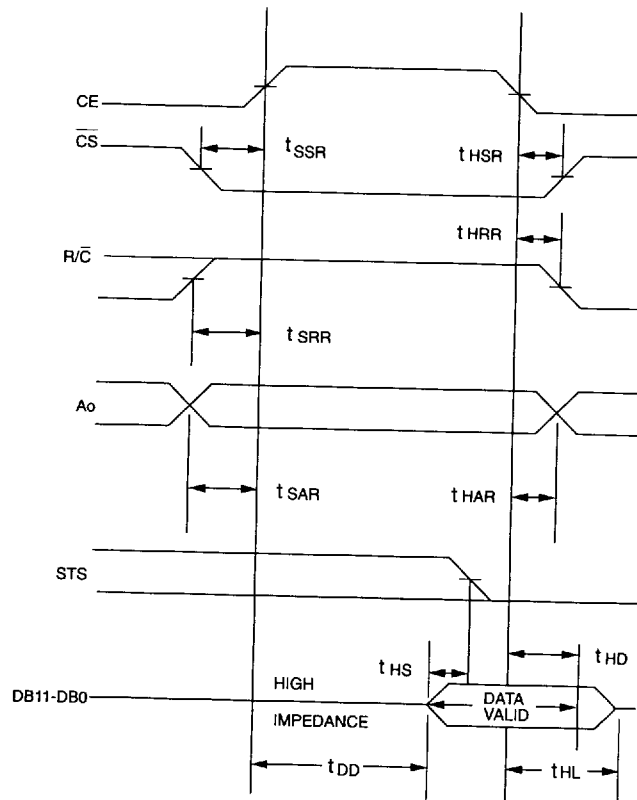 CE
C̅S̅
t SSR
t HSR
t HRR
R/C̅
t SRR
Ao
t SAR
t HAR
STS
t HS
t HD
DB11-DB0
HIGH
IMPEDANCE
DATA
VALID
t DD
t HL